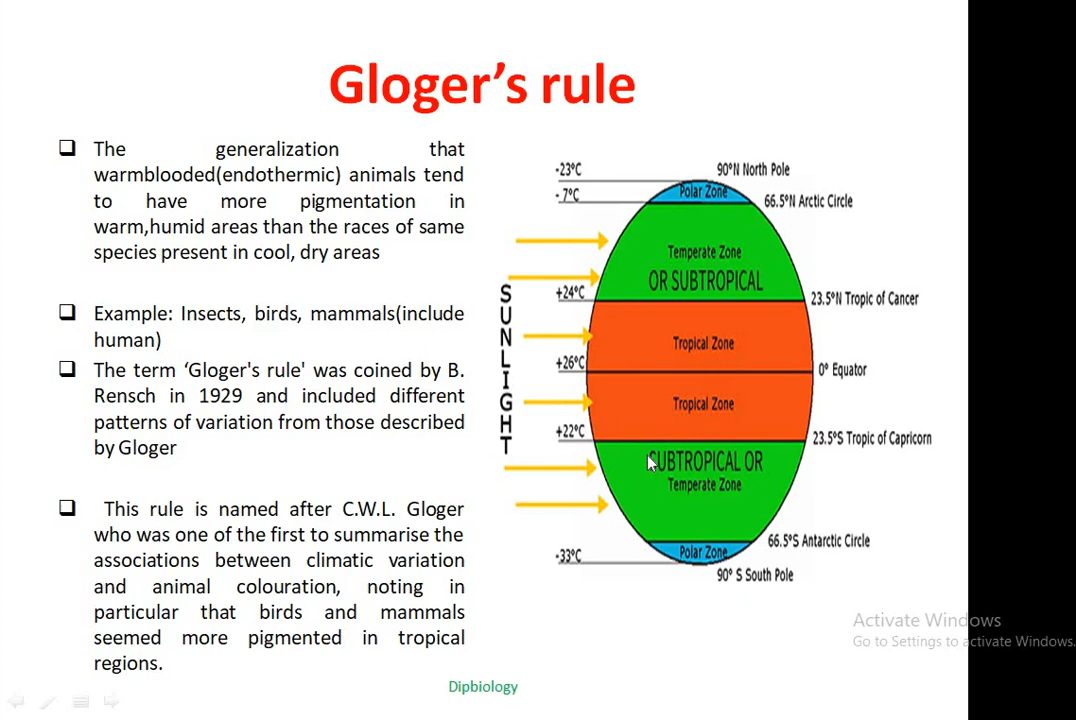 Gloger's rule
❑ The generalization that
warmblooded(endothermic) animals tend
to have more pigmentation in
warm,humid areas than the races of same
species present in cool, dry areas
❑ Example: Insects, birds, mammals(include
human)
❑ The term ‘Gloger's rule' was coined by B.
Rensch in 1929 and included different
patterns of variation from those described
by Gloger
❑ This rule is named after C.W.L. Gloger
who was one of the first to summarise the
associations between climatic variation
and animal colouration, noting in
particular that birds and mammals
seemed more pigmented in tropical
regions.
SUNLIGHT
-23°C
90°N North Pole
- 7°C
Polar Zone
66.5°N Arctic Circle
Temperate Zone
OR SUBTROPICAL
+24°C
23.5°N Tropic of Cancer
Tropical Zone
+26°C
0° Equator
Tropical Zone
+22°C
23.5°S Tropic of Capricorn
SUBTROPICAL OR
Temperate Zone
66.5°S Antarctic Circle
Polar Zone
-33°C
90° S South Pole
Activate Windows
Go to Settings to activate Windows.
Dipbiology